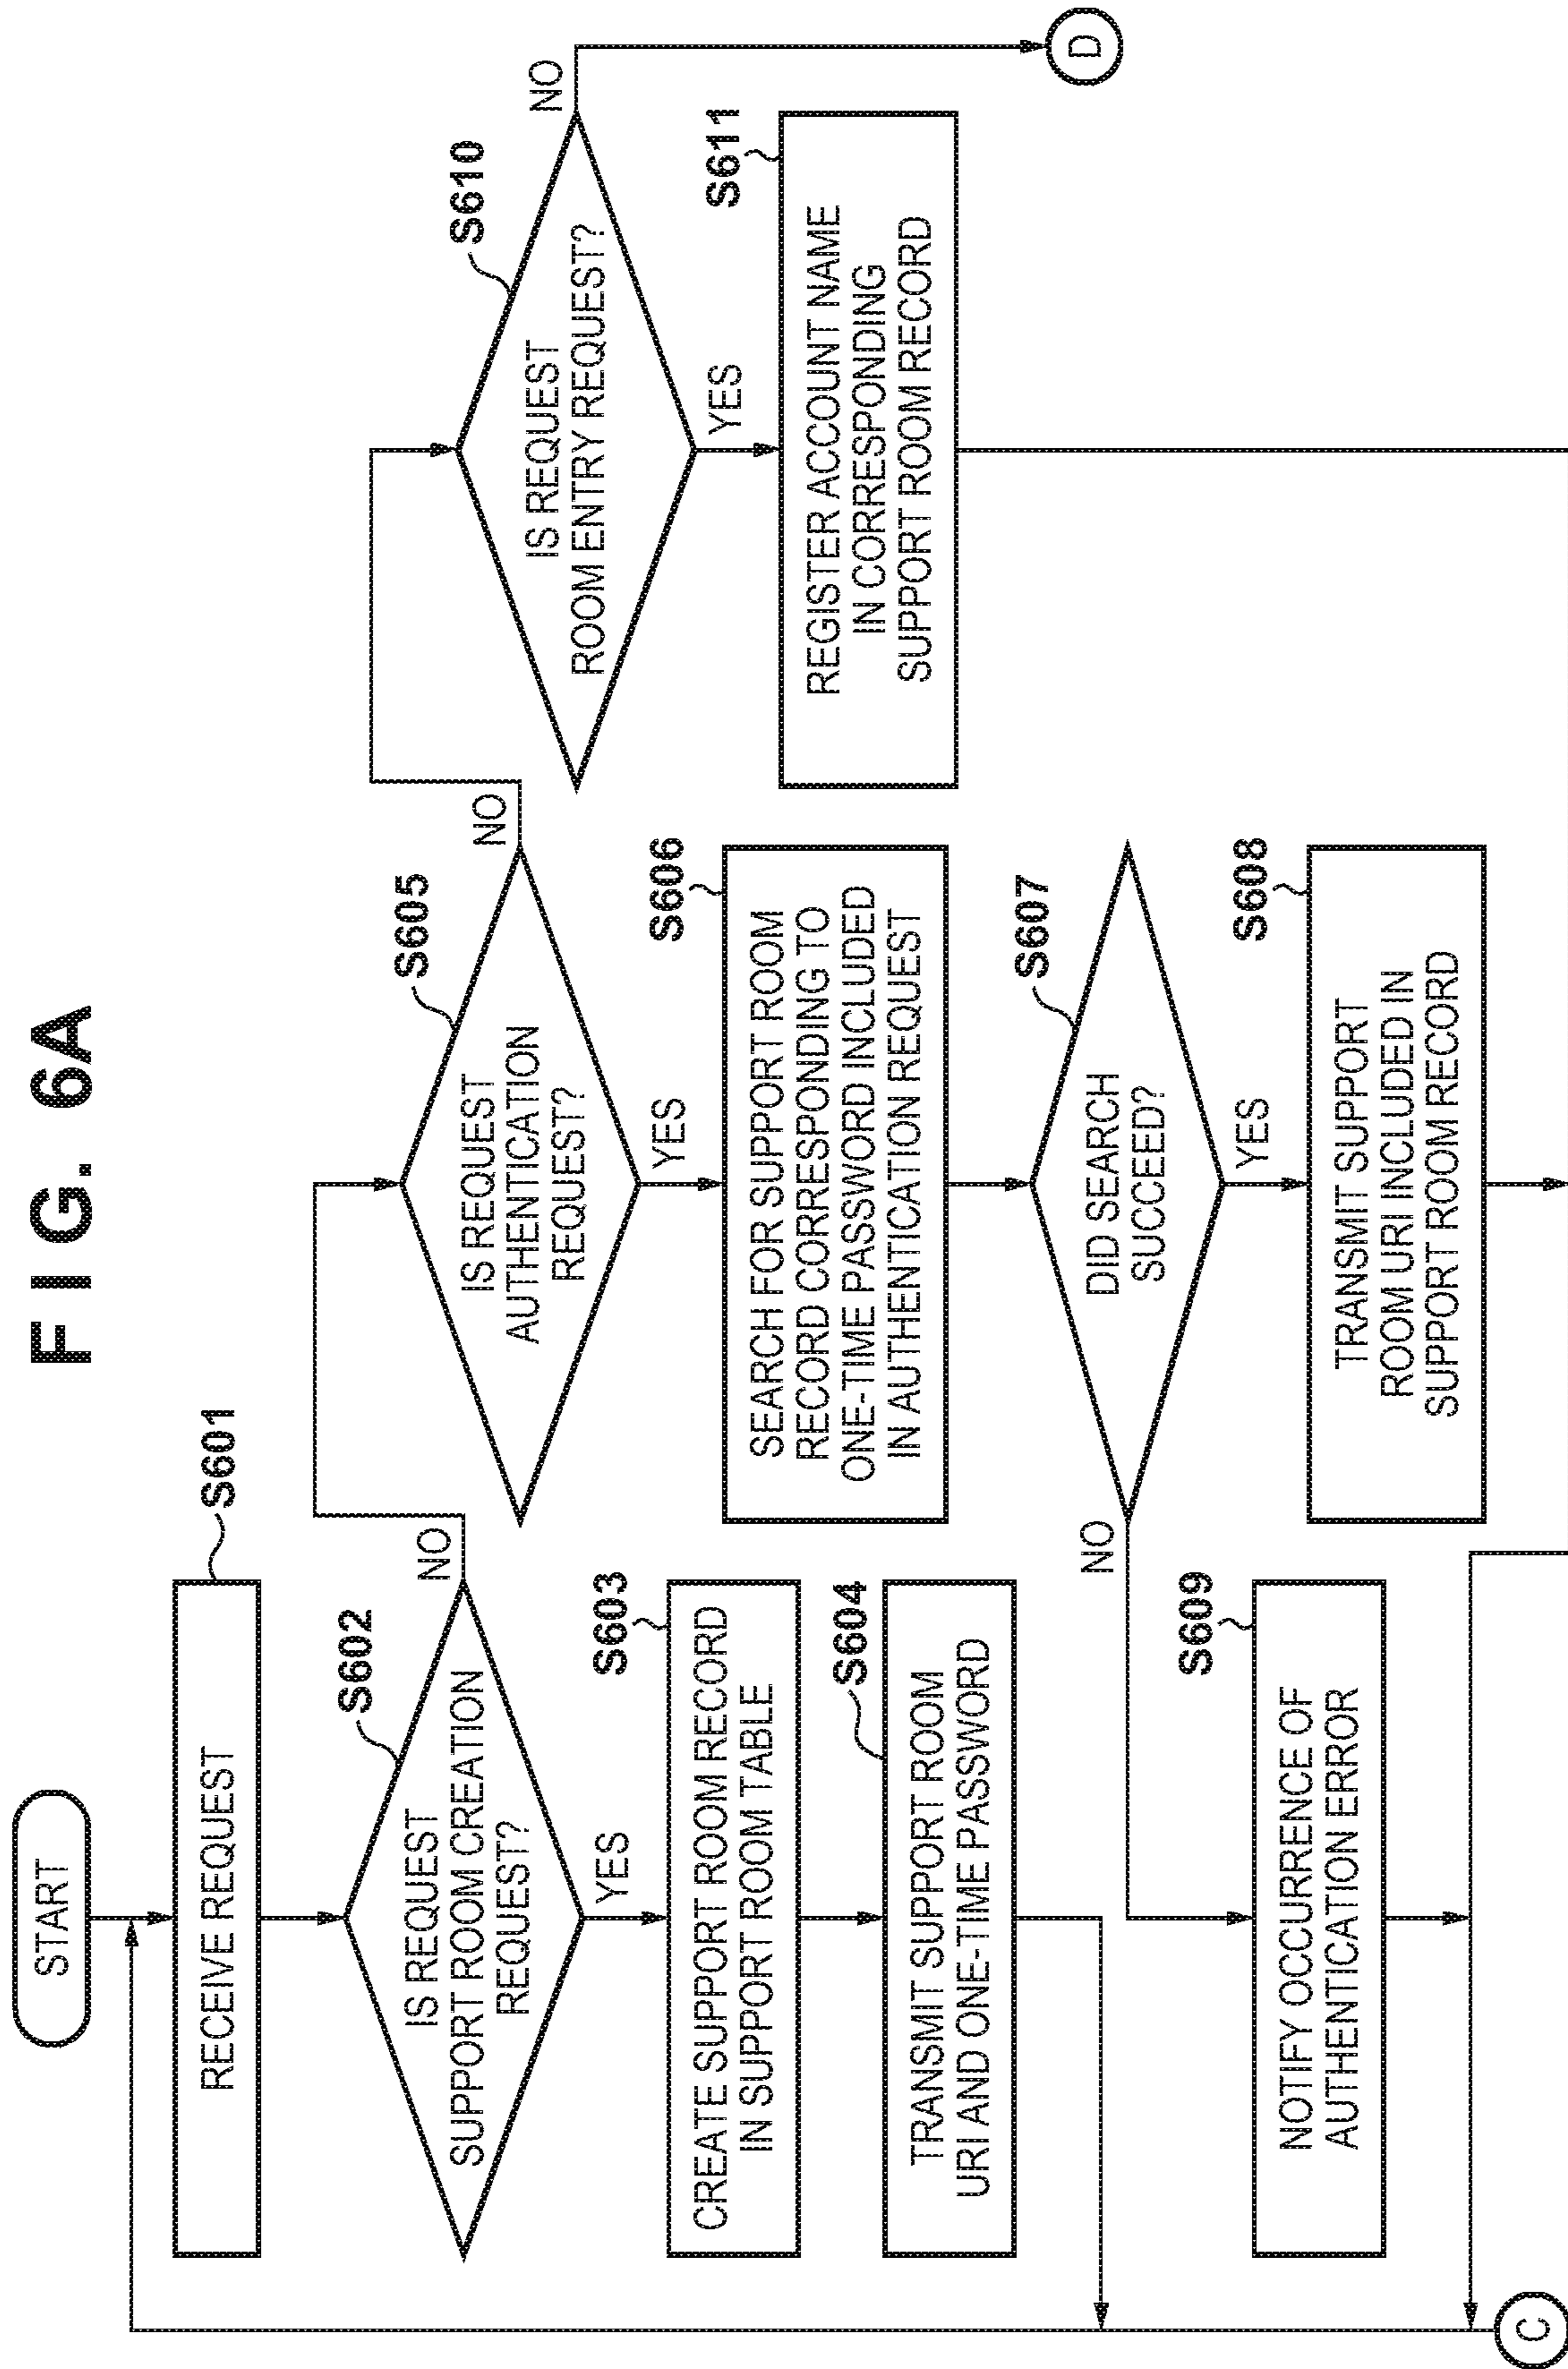 FIG. 6A
START
S601
RECEIVE REQUEST
S602
IS REQUEST
SUPPORT ROOM CREATION
REQUEST?
NO
YES
S603
CREATE SUPPORT ROOM RECORD
IN SUPPORT ROOM TABLE
S604
TRANSMIT SUPPORT ROOM
URI AND ONE-TIME PASSWORD
S605
IS REQUEST
AUTHENTICATION
REQUEST?
NO
YES
S606
SEARCH FOR SUPPORT ROOM
RECORD CORRESPONDING TO
ONE-TIME PASSWORD INCLUDED
IN AUTHENTICATION REQUEST
S607
DID SEARCH
SUCCEED?
NO
YES
S608
TRANSMIT SUPPORT
ROOM URI INCLUDED IN
SUPPORT ROOM RECORD
S609
NOTIFY OCCURRENCE OF
AUTHENTICATION ERROR
S610
IS REQUEST
ROOM ENTRY REQUEST?
NO
YES
S611
REGISTER ACCOUNT NAME
IN CORRESPONDING
SUPPORT ROOM RECORD
D
C